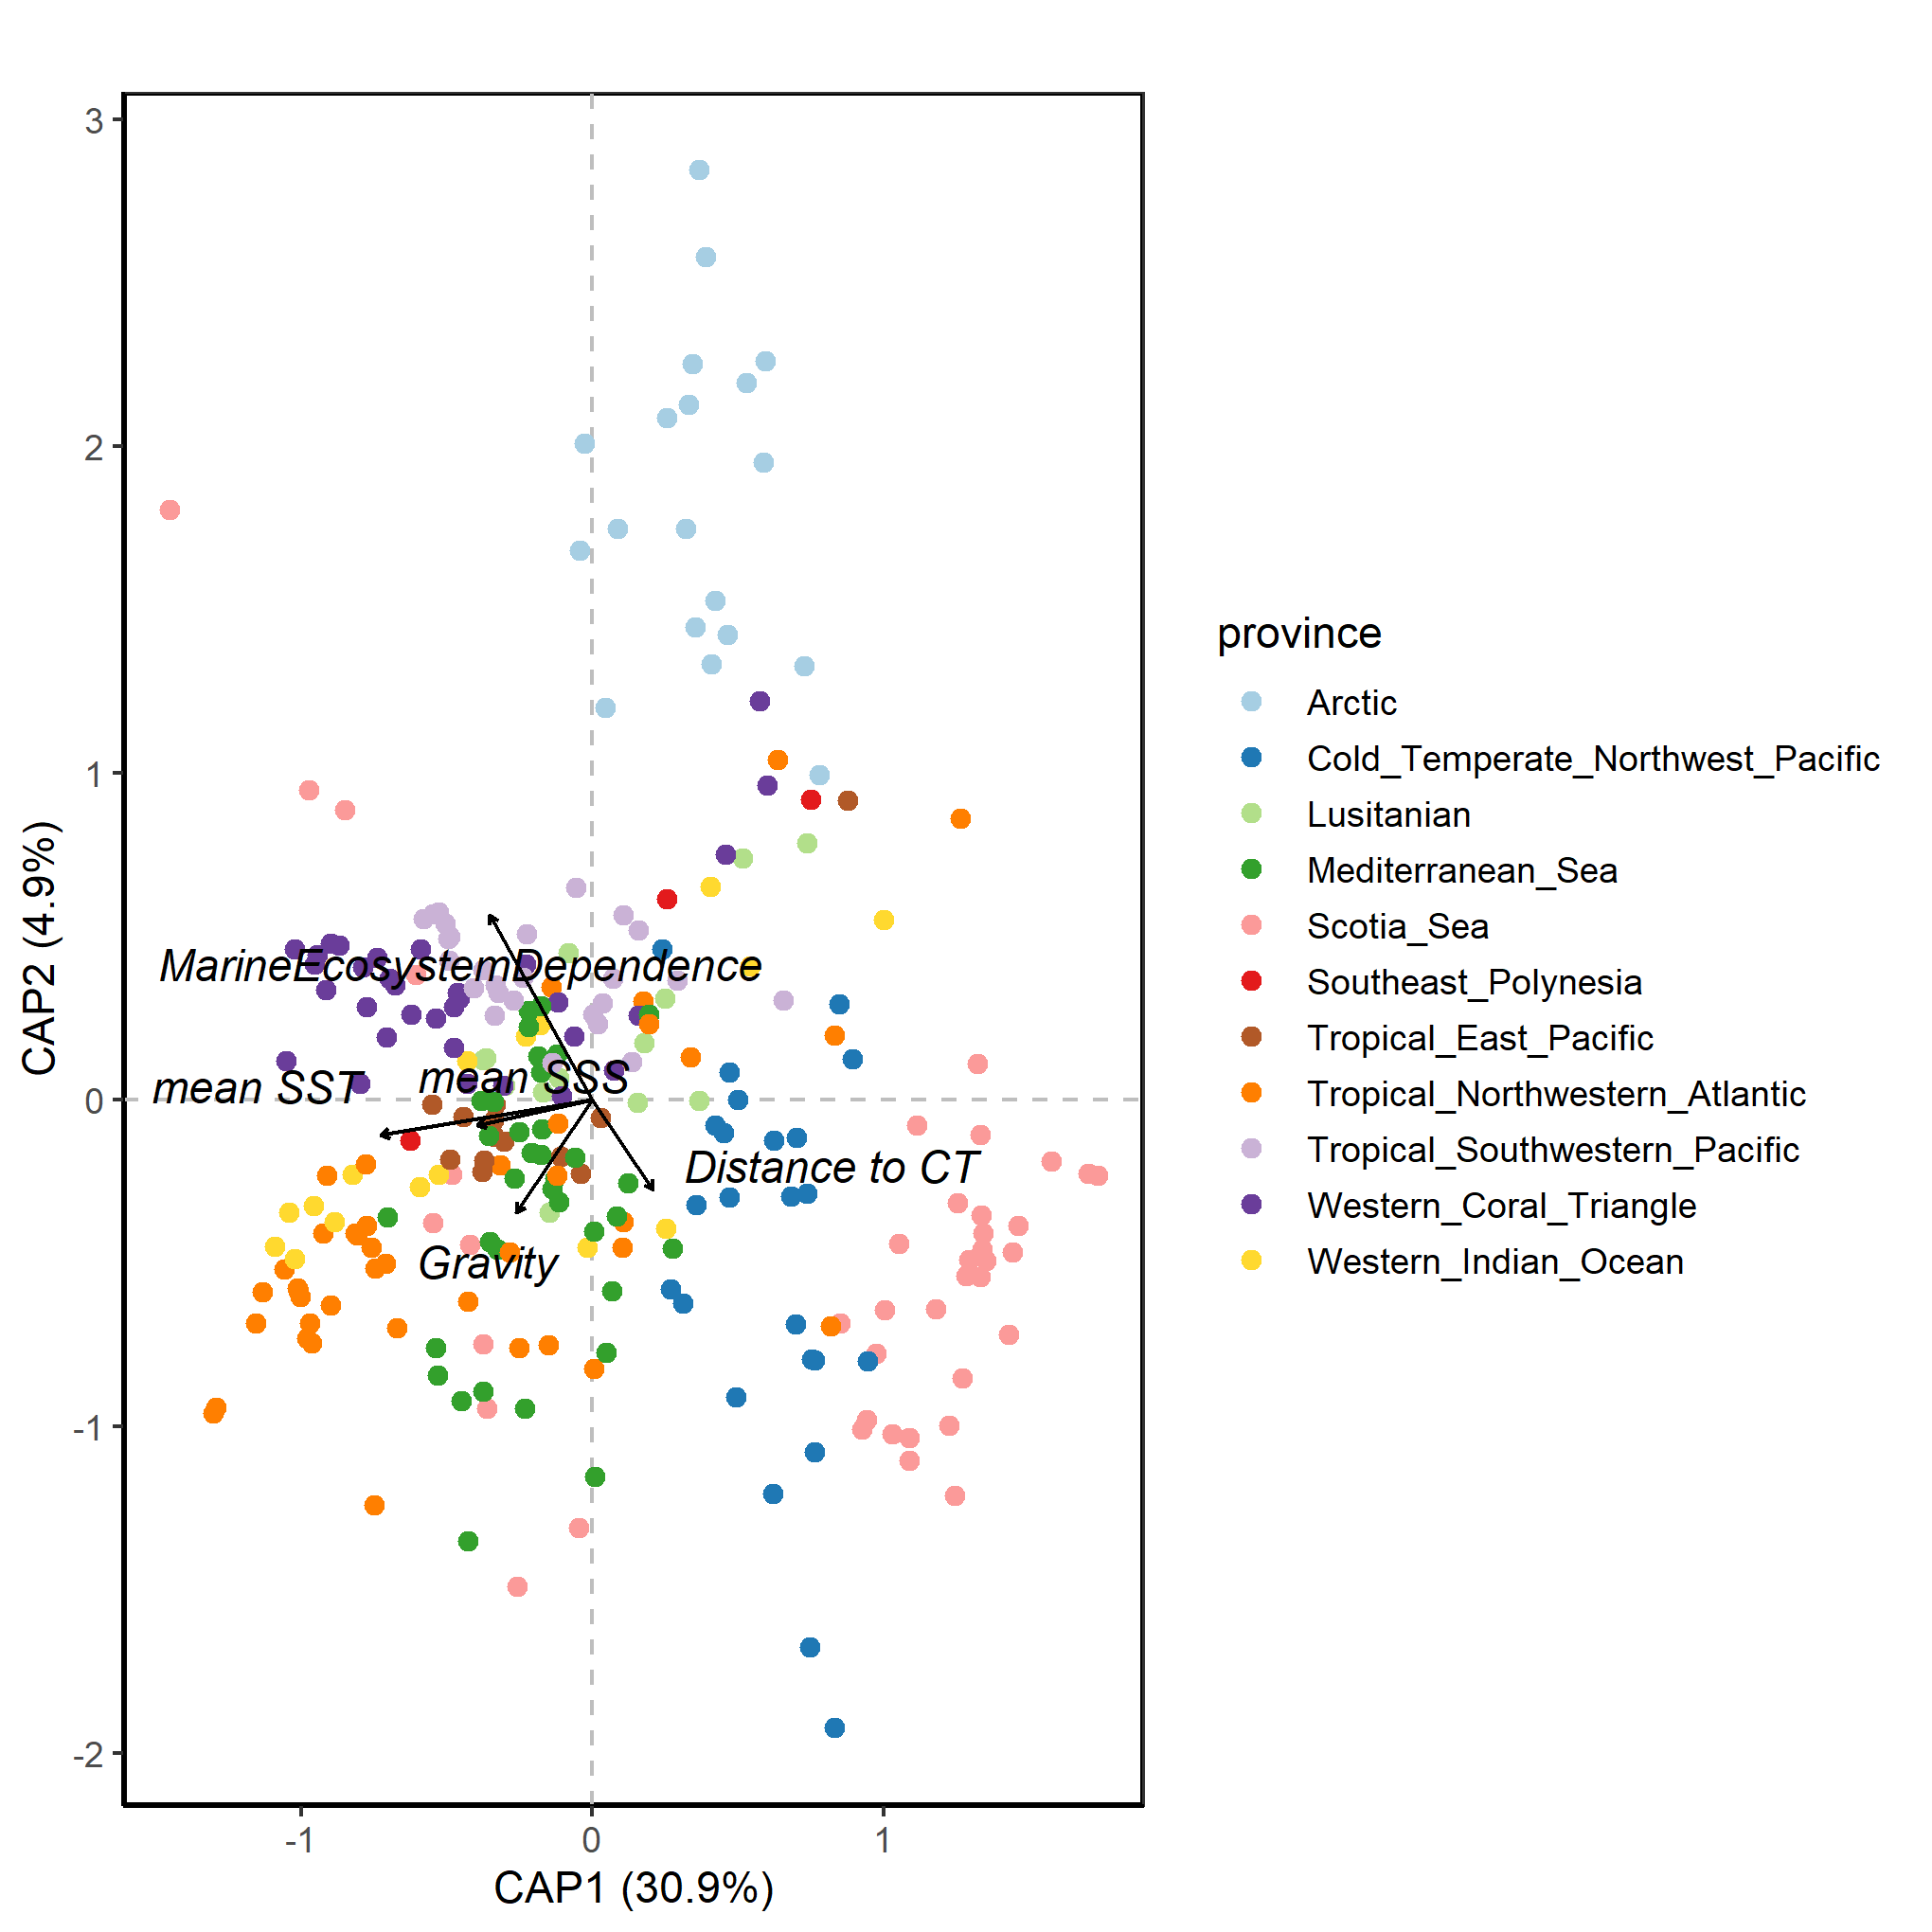 3
2
1
0
-1
-2
CAP2 (4.9%)
MarineEcosystemDependence
mean SST
mean SSS
Distance to CT
Gravity
-1
0
1
CAP1 (30.9%)
province
Arctic
Cold_Temperate_Northwest_Pacific
Lusitanian
Mediterranean_Sea
Scotia_Sea
Southeast_Polynesia
Tropical_East_Pacific
Tropical_Northwestern_Atlantic
Tropical_Southwestern_Pacific
Western_Coral_Triangle
Western_Indian_Ocean